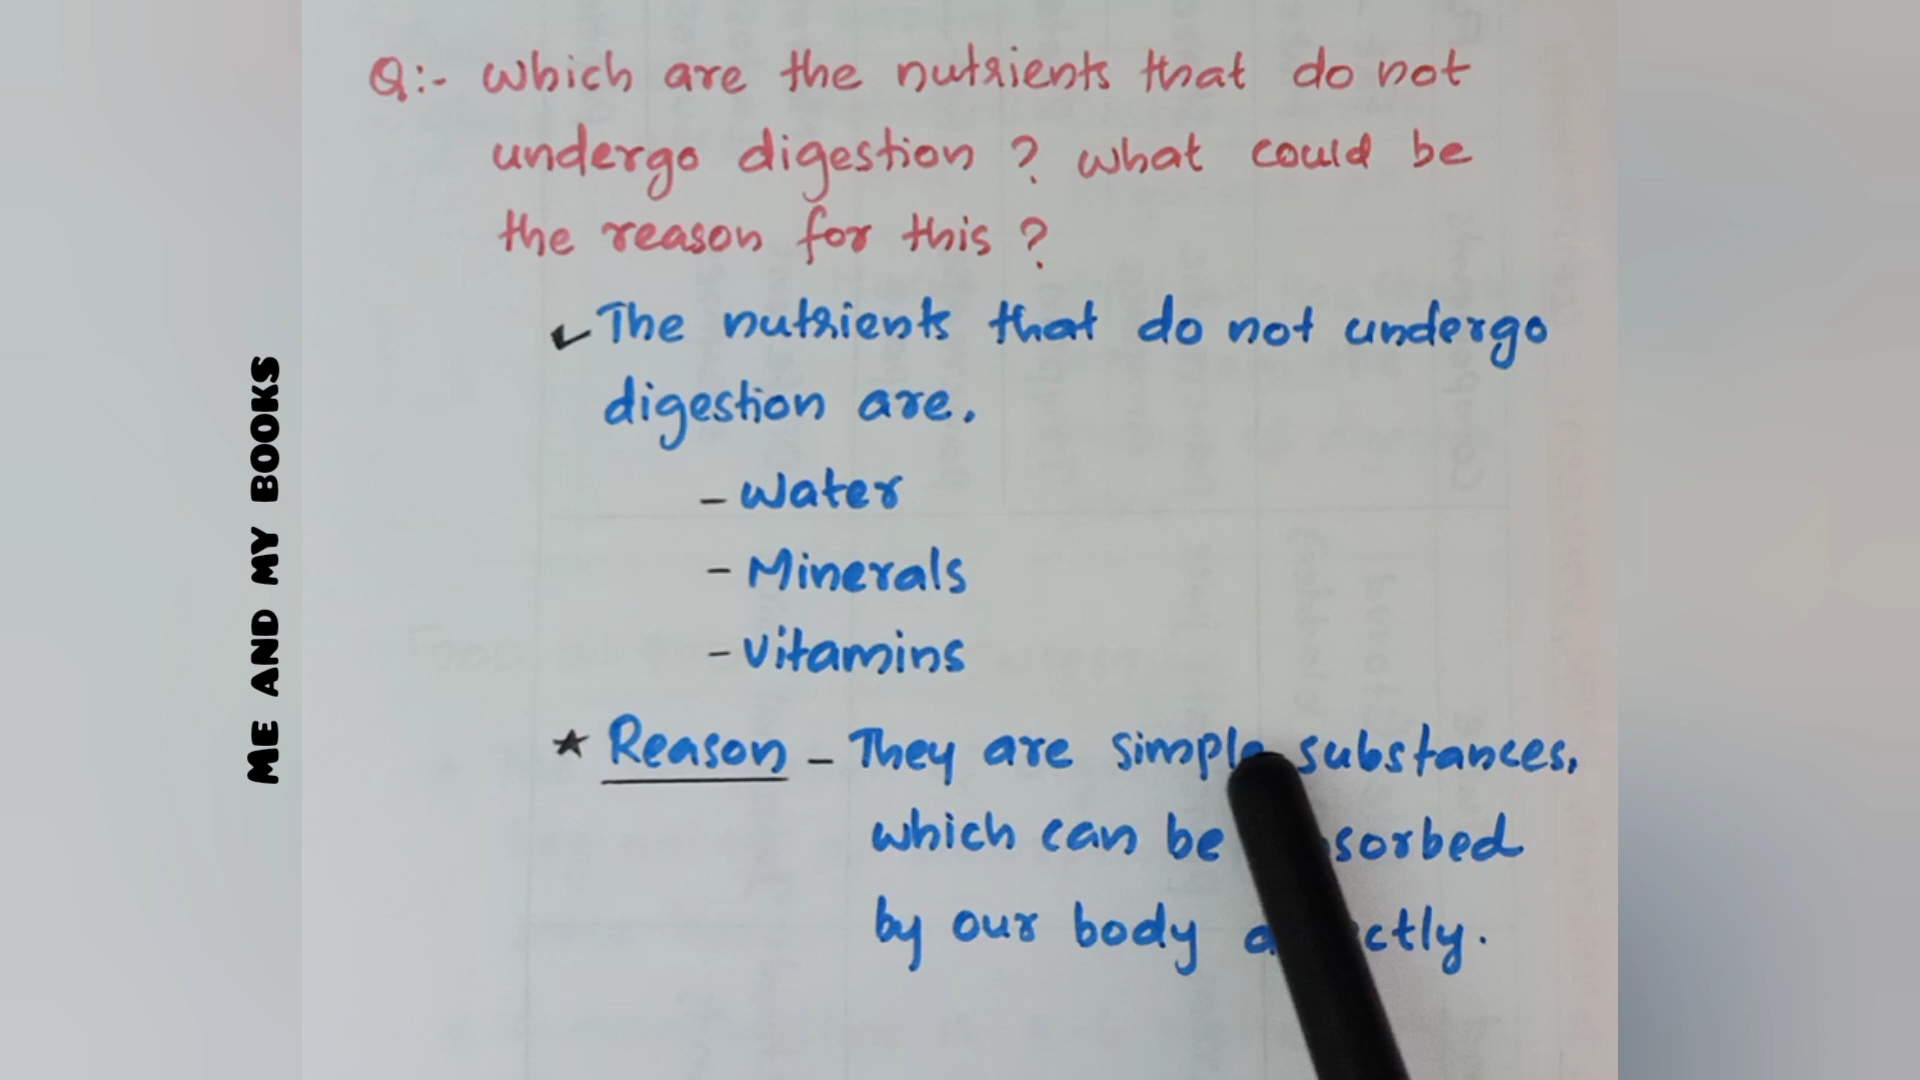 Q:- Which are the nutrients that do not
undergo digestion ? What could be
the reason for this ?
The nutrients that do not undergo
digestion are.
- Water
- Minerals
- Vitamins
★ Reason - They are simple substances,
which can be
by our body
ME AND MY BOOKS